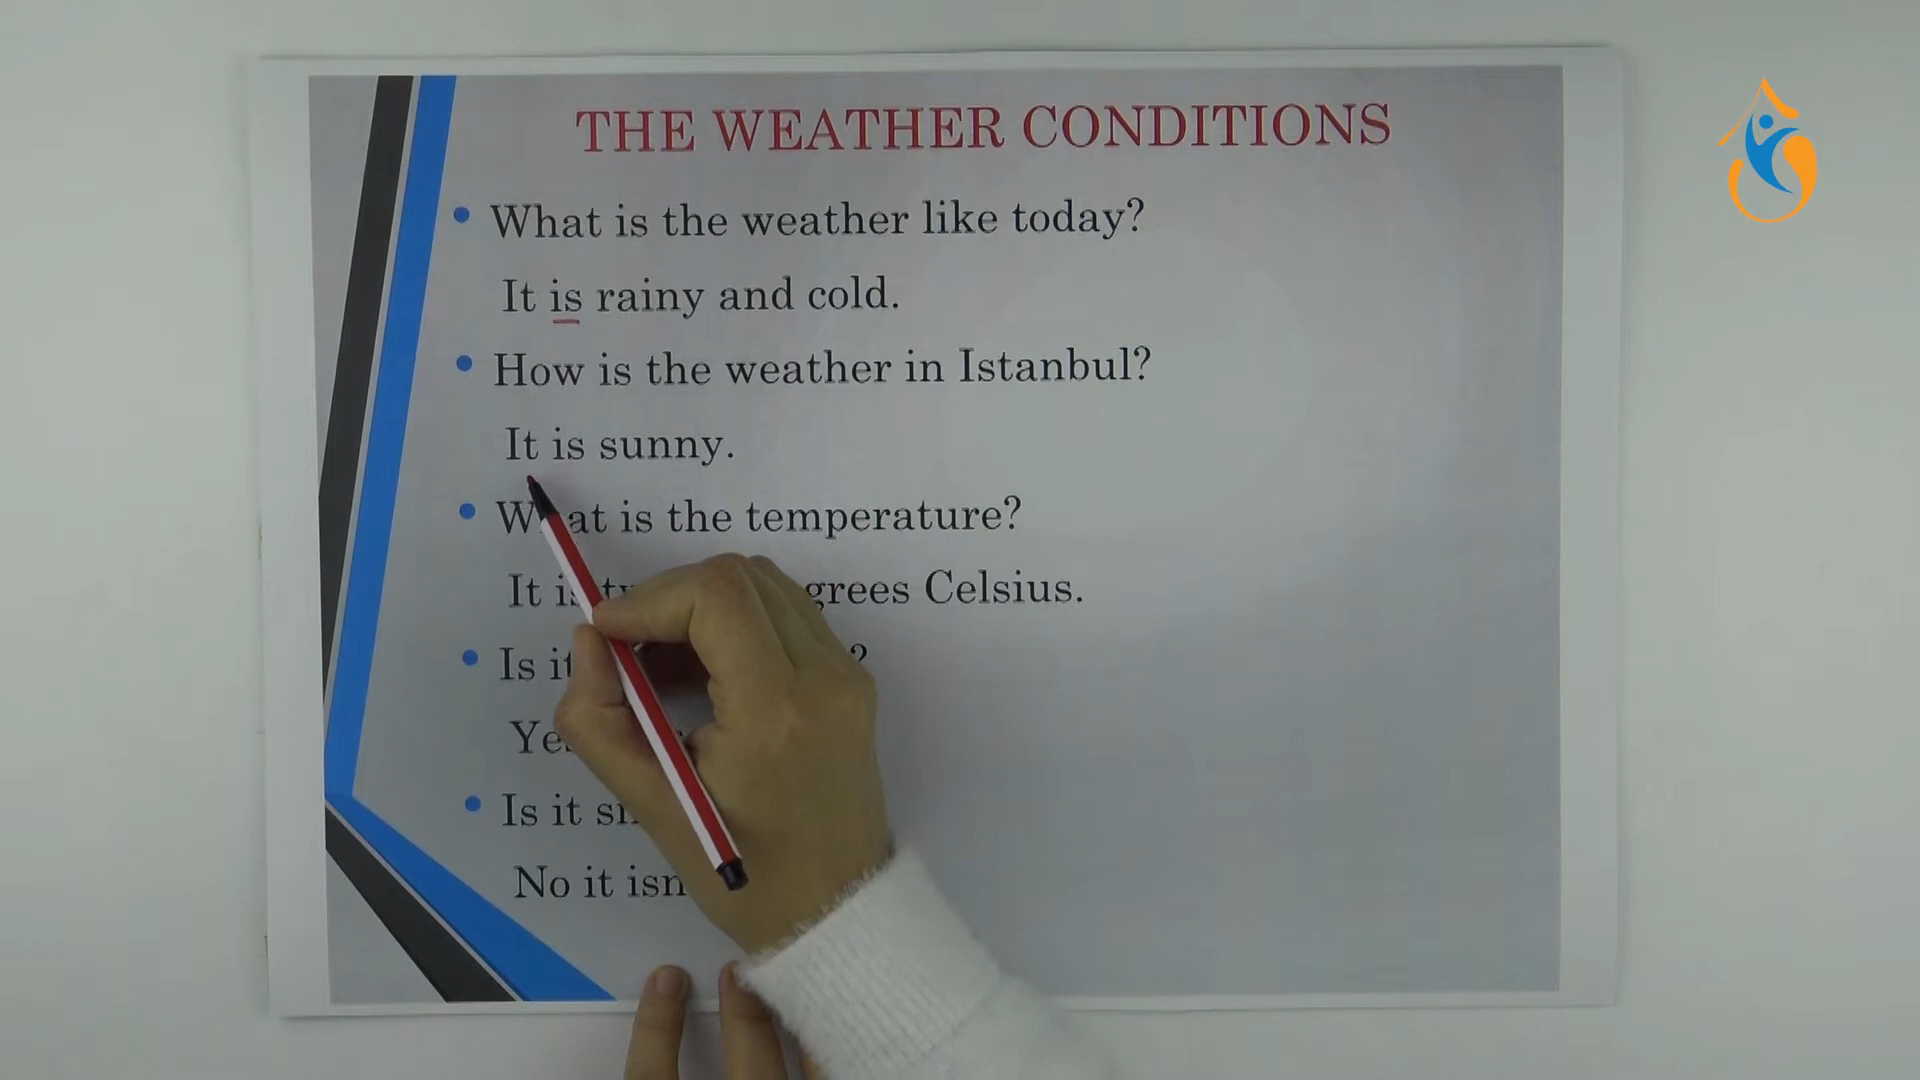 THE WEATHER CONDITIONS
• What is the weather like today?
It is rainy and cold.
• How is the weather in Istanbul?
It is sunny.
• What is the temperature?
It is grees Celsius.
• Is it ?
Yes
• Is it
No it